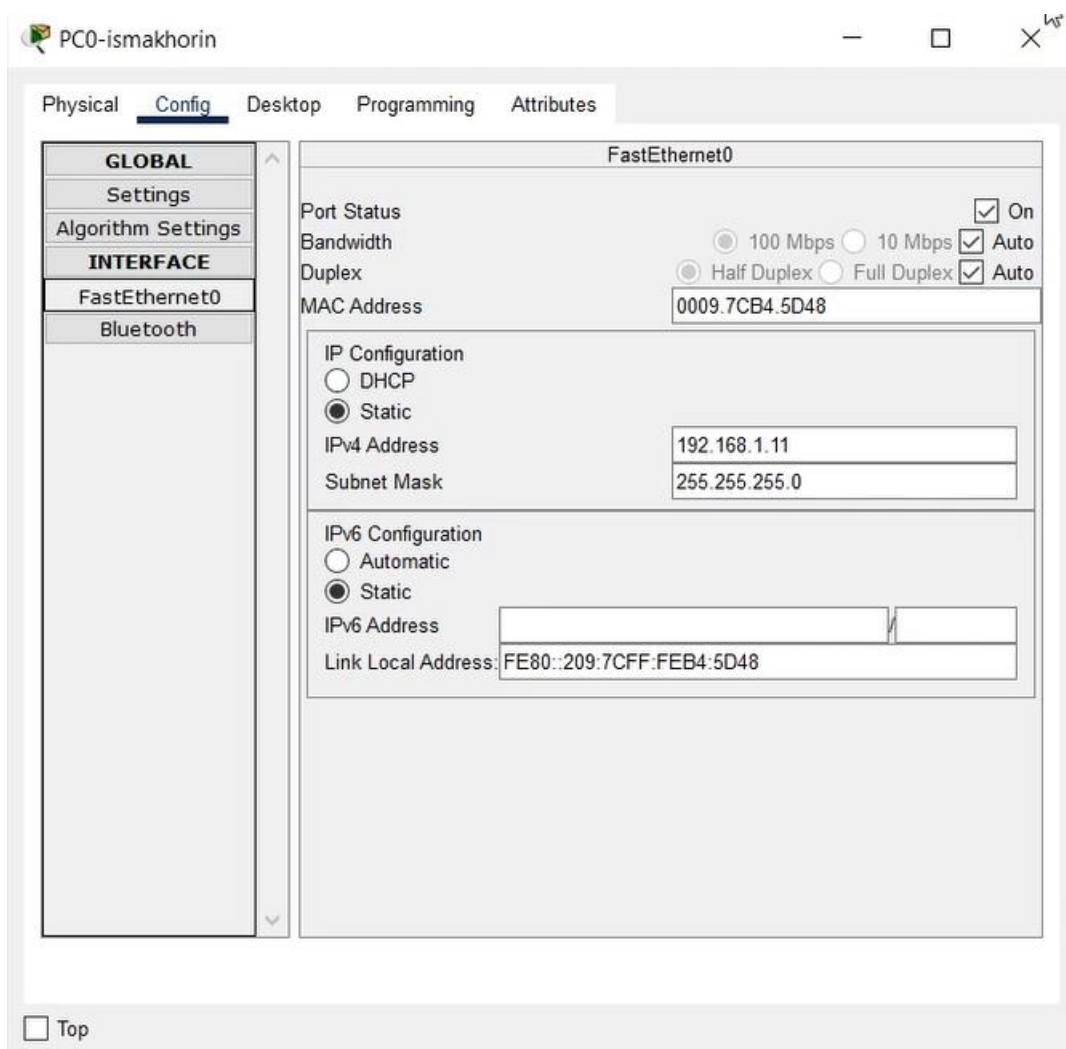 PC0-ismakhorin
Physical Config Desktop Programming Attributes
GLOBAL
Settings
Algorithm Settings
INTERFACE
FastEthernet0
Bluetooth
FastEthernet0
Port Status On
Bandwidth 100 Mbps 10 Mbps Auto
Duplex Half Duplex Full Duplex Auto
MAC Address 0009.7CB4.5D48
IP Configuration
DHCP
Static
IPv4 Address 192.168.1.11
Subnet Mask 255.255.255.0
IPv6 Configuration
Automatic
Static
IPv6 Address /
Link Local Address: FE80::209:7CFF:FEB4:5D48
Top